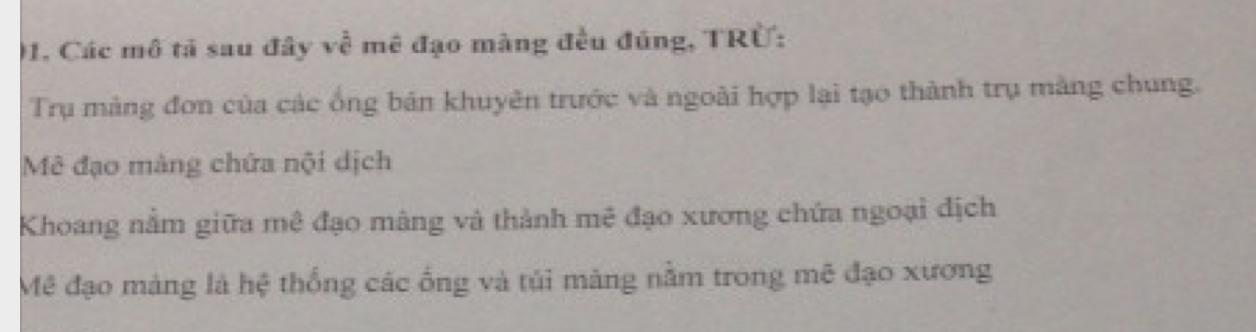 1. Các mô tả sau đây về mê đạo màng đều đúng, TRỪ:
Trụ màng đơn của các ống bán khuyên trước và ngoài hợp lại tạo thành trụ màng chung.
Mê đạo màng chứa nội dịch
Khoang nằm giữa mê đạo màng và thành mê đạo xương chứa ngoại dịch
Mê đạo màng là hệ thống các ống và túi màng nằm trong mê đạo xương